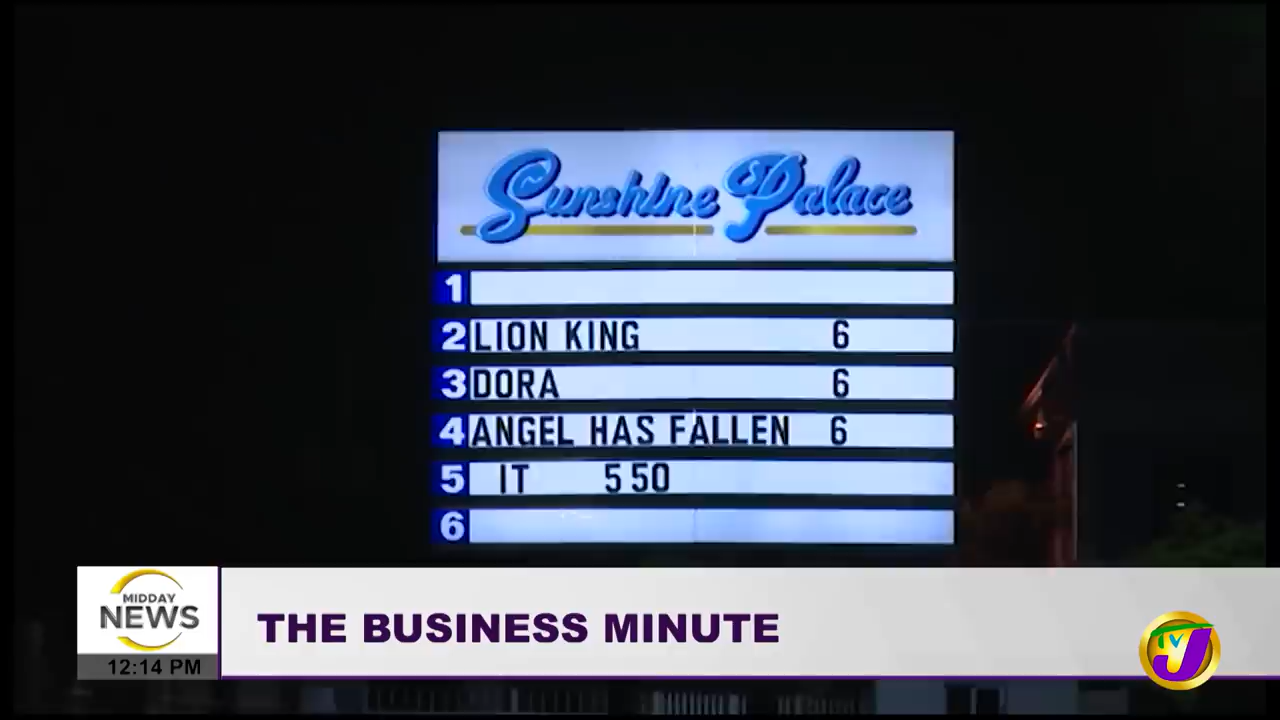 Sunshine Palace
1
2 LION KING 6
3 DORA 6
4 ANGEL HAS FALLEN 6
5 IT 5 50
6
MIDDAY
NEWS
12:14 PM
THE BUSINESS MINUTE
TVJ